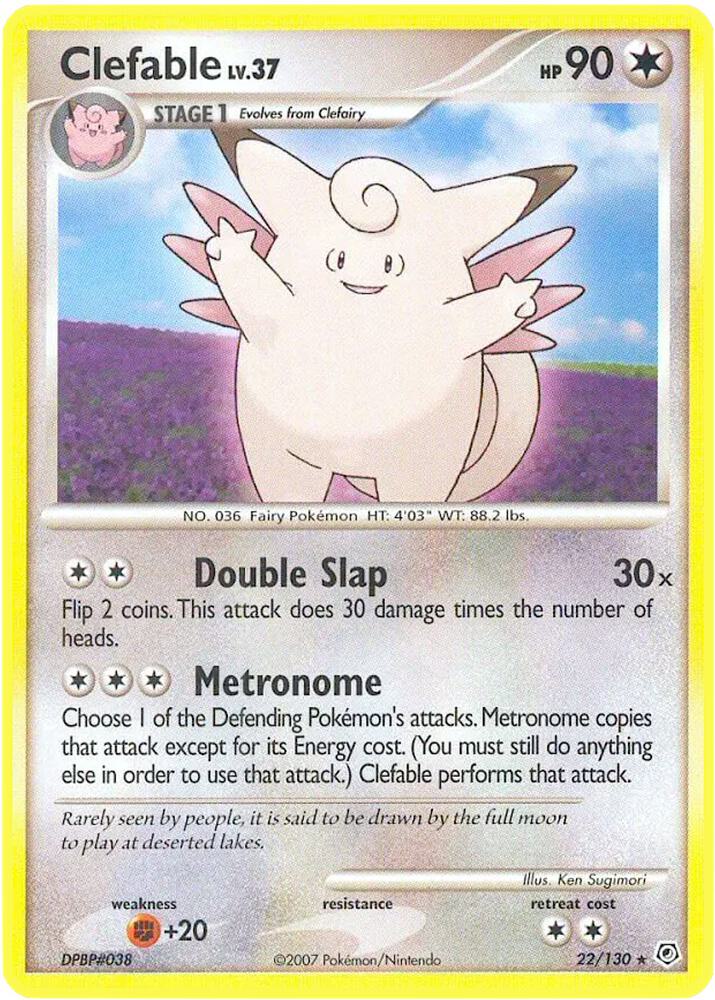 Clefable LV.37 HP 90
STAGE 1 Evolves from Clefairy
NO. 036 Fairy Pokémon HT: 4'03" WT: 88.2 lbs.
Double Slap 30x
Flip 2 coins. This attack does 30 damage times the number of
heads.
Metronome
Choose 1 of the Defending Pokémon's attacks. Metronome copies
that attack except for its Energy cost. (You must still do anything
else in order to use that attack.) Clefable performs that attack.
Rarely seen by people, it is said to be drawn by the full moon
to play at deserted lakes.
Illus. Ken Sugimori
weakness resistance retreat cost
+20
DPBP#038 ©2007 Pokémon/Nintendo 22/130 ★